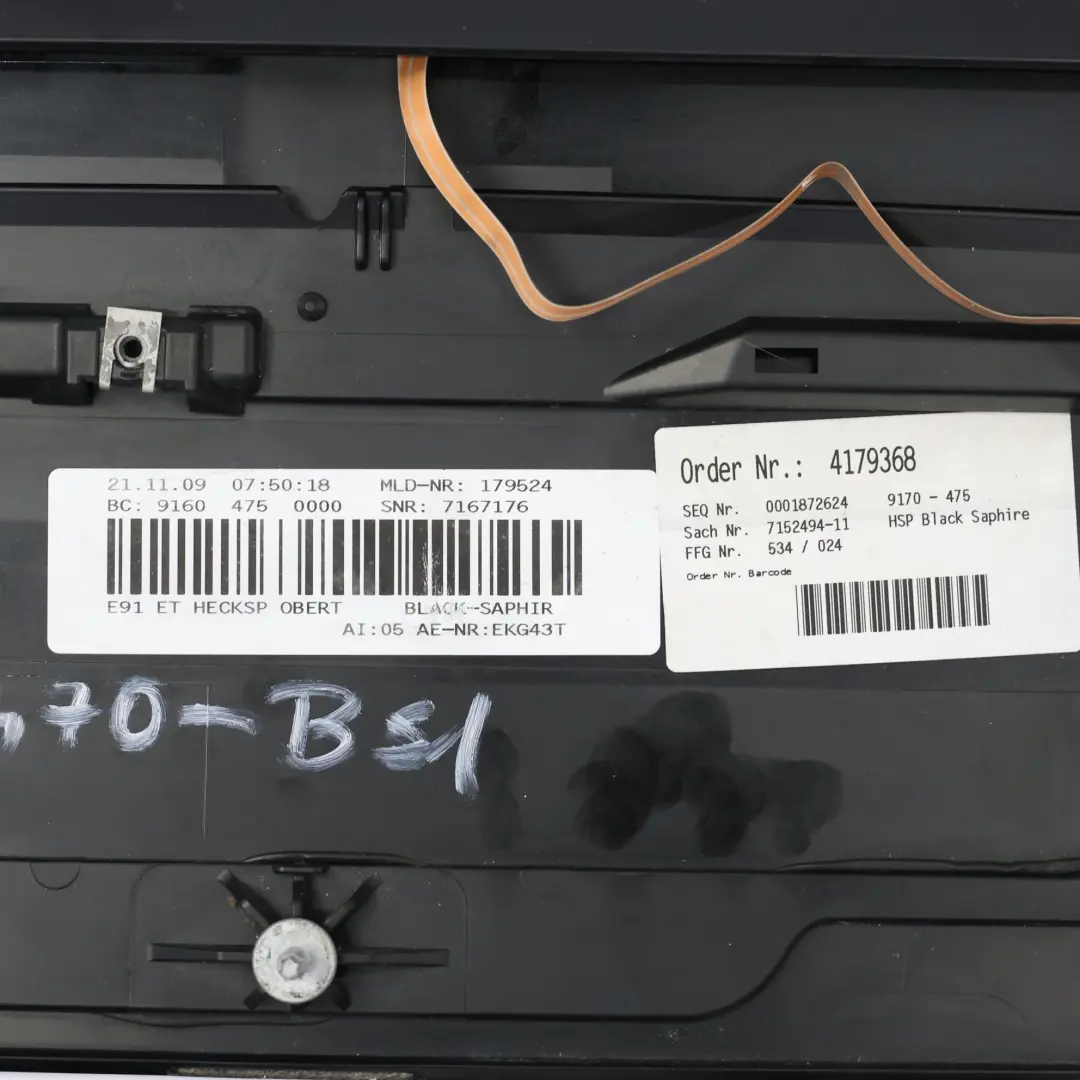 21.11.09 07:50:18 MLD-NR: 179524
BC: 9160 475 0000 SNR: 7167176
E91 ET HECKSP OBERT BLACK-SAPHIR
AI:05 AE-NR:EKG43T
Order Nr.: 4179368
SEQ Nr. 0001872624 9170 - 475
Sach Nr. 7152494-11 HSP Black Saphire
FFG Nr. 534 / 024
Order Nr. Barcode
70-BS1